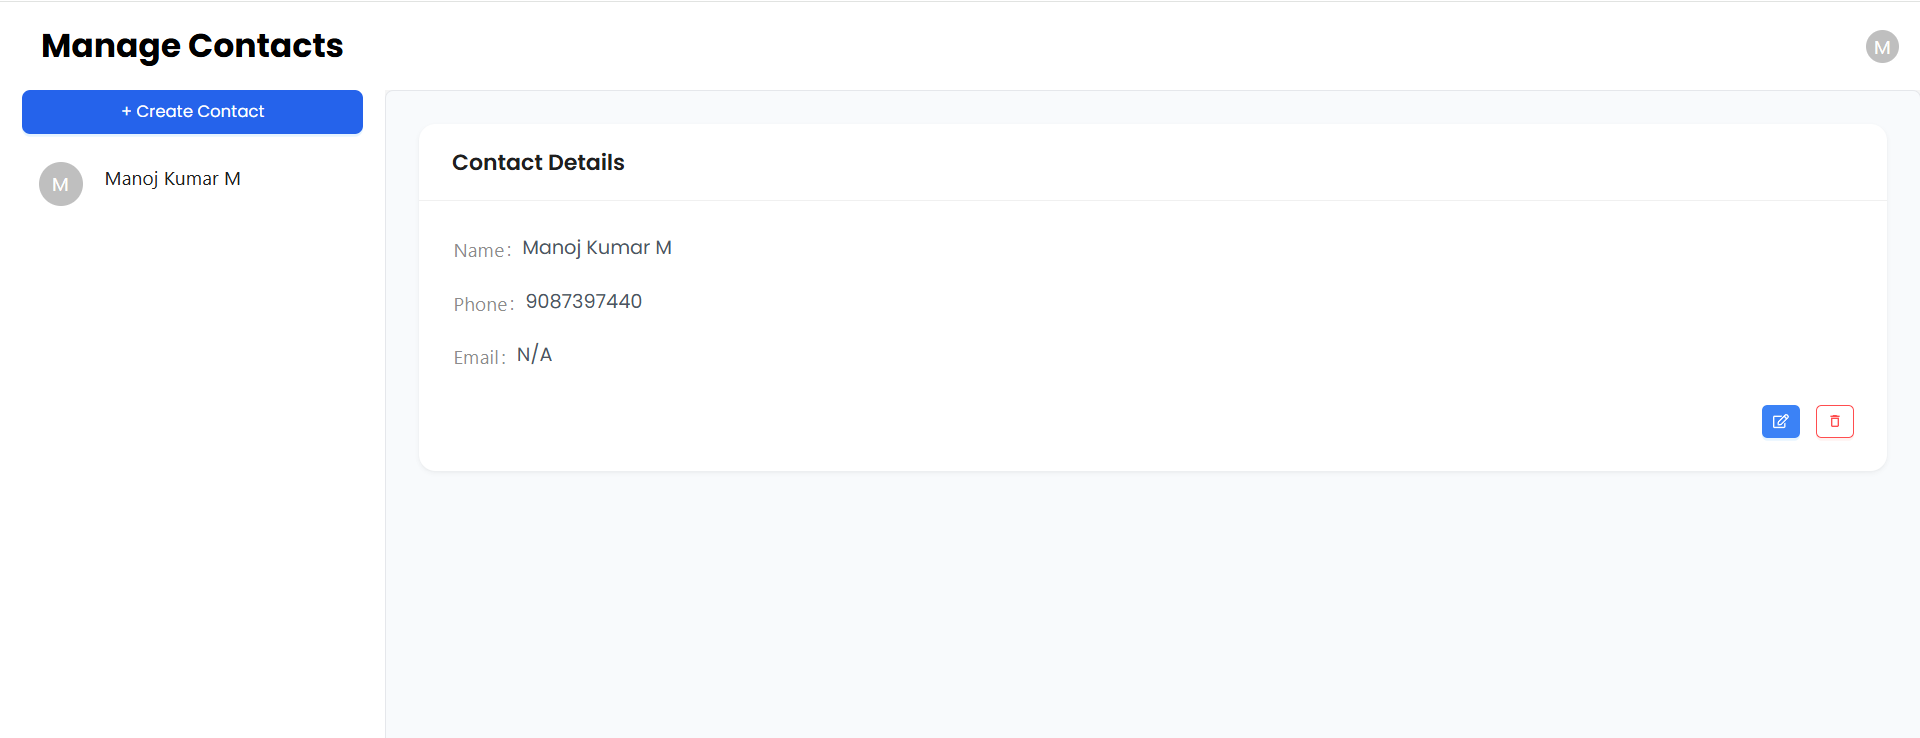 Manage Contacts
M
+ Create Contact
M
Manoj Kumar M
Contact Details
Name: Manoj Kumar M
Phone: 9087397440
Email: N/A